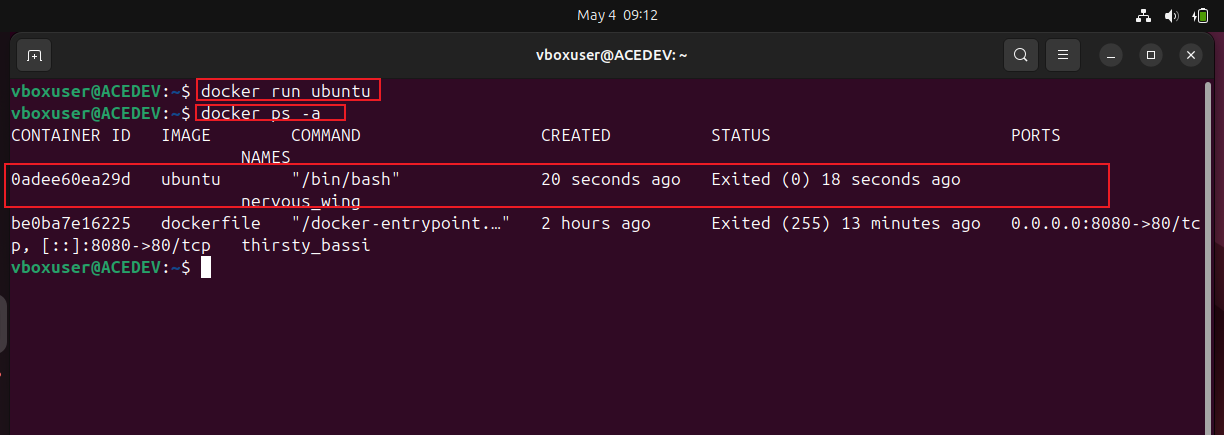 May 4 09:12
vboxuser@ACEDEV: ~
vboxuser@ACEDEV:~$ docker run ubuntu
vboxuser@ACEDEV:~$ docker ps -a
CONTAINER ID   IMAGE        COMMAND                  CREATED          STATUS                        PORTS
                       NAMES
0adee60ea29d   ubuntu       "/bin/bash"              20 seconds ago   Exited (0) 18 seconds ago
                       nervous_wing
be0ba7e16225   dockerfile   "/docker-entrypoint.…"   2 hours ago      Exited (255) 13 minutes ago   0.0.0.0:8080->80/tc
p, [::]:8080->80/tcp   thirsty_bassi
vboxuser@ACEDEV:~$